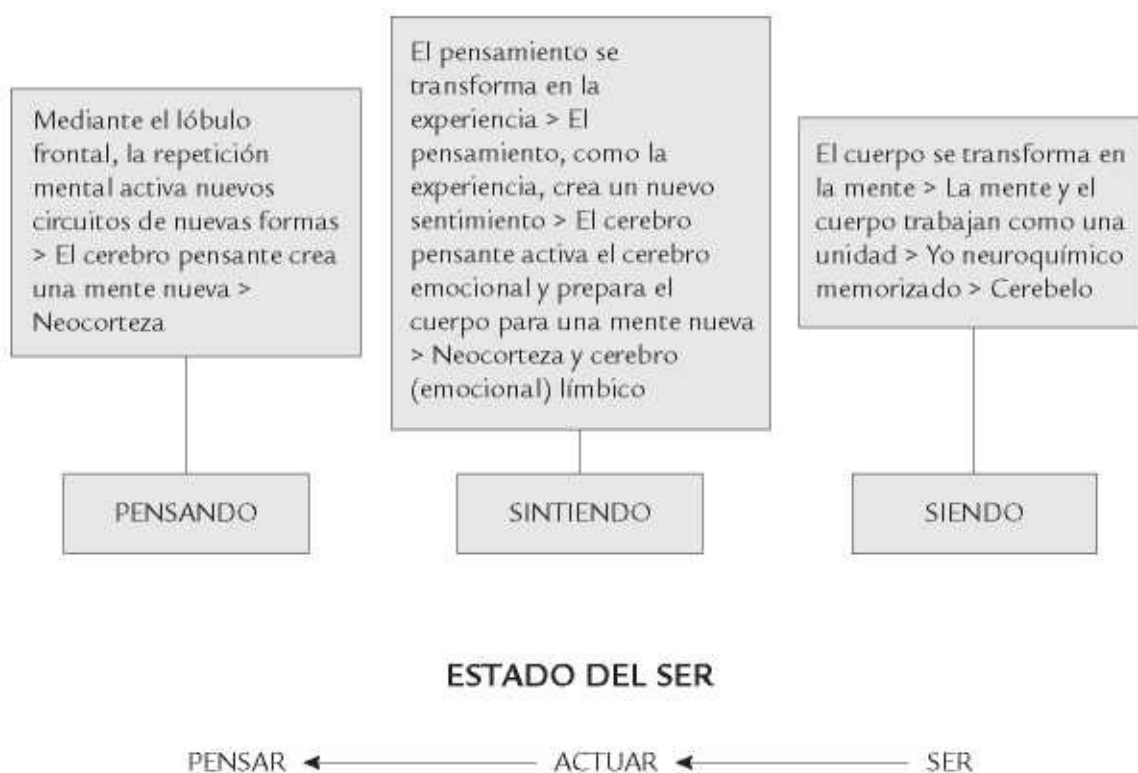 Mediante el lóbulo
frontal, la repetición
mental activa nuevos
circuitos de nuevas formas
> El cerebro pensante crea
una mente nueva >
Neocorteza
El pensamiento se
transforma en la
experiencia > El
pensamiento, como la
experiencia, crea un nuevo
sentimiento > El cerebro
pensante activa el cerebro
emocional y prepara el
cuerpo para una mente nueva
> Neocorteza y cerebro
(emocional) límbico
El cuerpo se transforma en
la mente > La mente y el
cuerpo trabajan como una
unidad > Yo neuroquímico
memorizado > Cerebelo
PENSANDO
SINTIENDO
SIENDO
ESTADO DEL SER
PENSAR ACTUAR SER